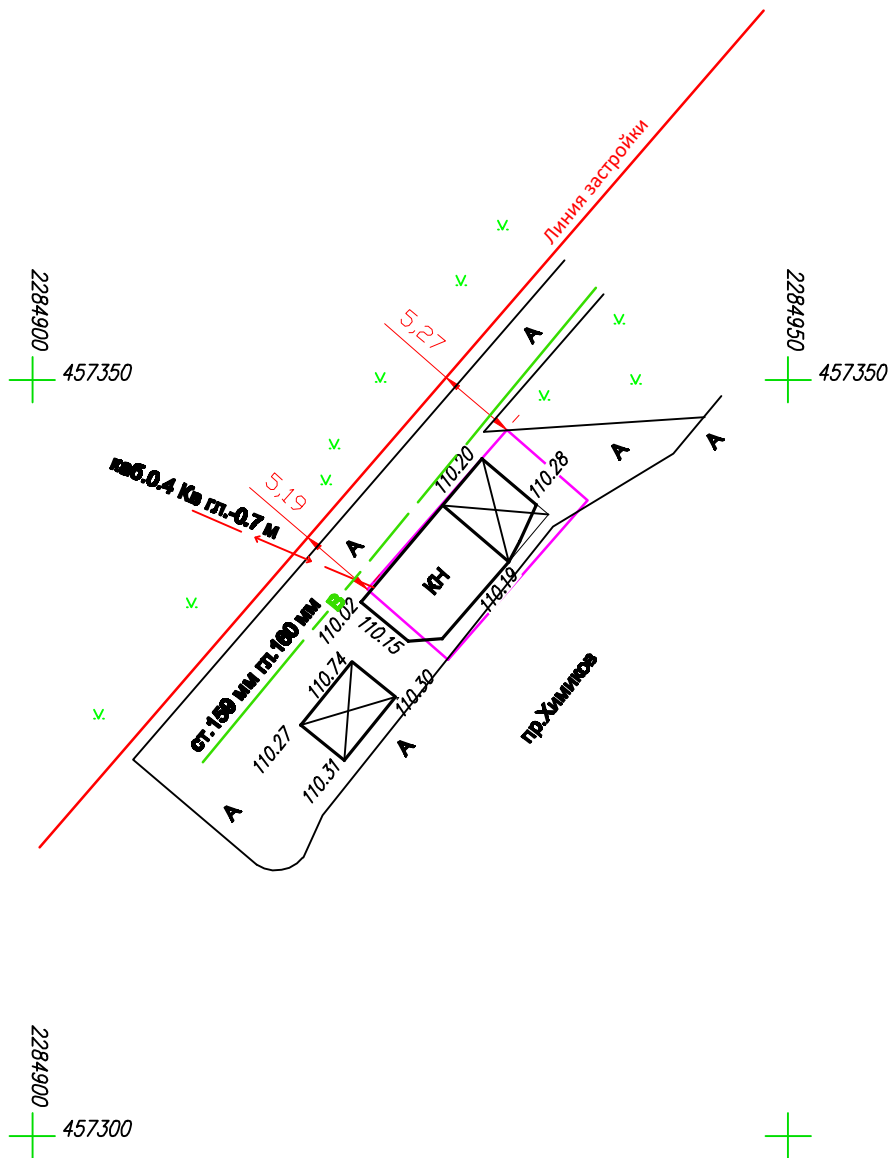 Линия застройки
2284900
457350
2284950
457350
5,27
А
А
А
110.20
110.28
каб.0.4 Кв гл.-0.7 м
5,19
А
КН
В
110.19
110.02
110.15
ст.159 мм гл.160 мм
110.74
110.30
пр.Химиков
110.27
110.31
А
А
2284900
457300